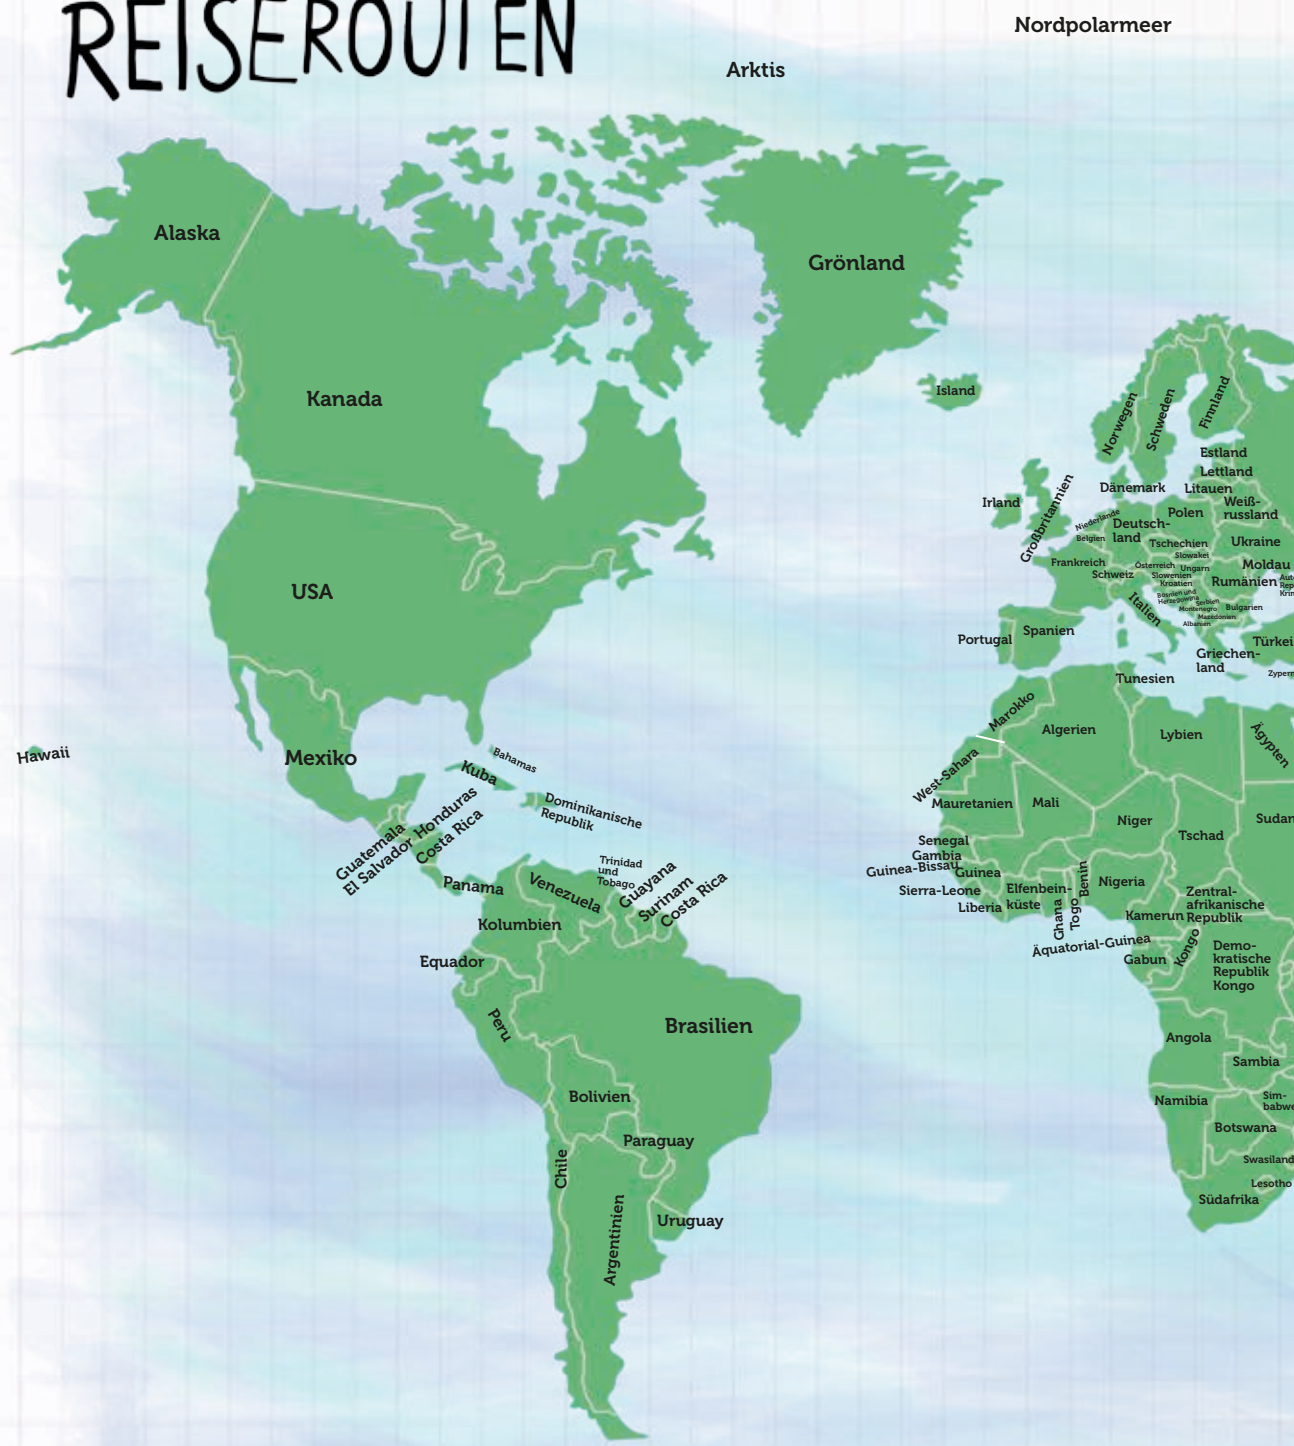 REISEROUTEN
Nordpolarmeer
Arktis
Alaska
Grönland
Kanada
Island
Norwegen
Schweden
Finnland
Estland
Lettland
Litauen
Dänemark
Irland
Großbritannien
Niederlande
Belgien
Deutsch-
land
Polen
Weiß-
russland
Tschechien
Slowakei
Ukraine
Frankreich
Schweiz
Österreich
Ungarn
Slowenien
Kroatien
Moldau
Rumänien
Auto
Rep
Krim
Bosnien und
Herzegowina
Serbien
Montenegro
Bulgarien
Mazedonien
Albanien
Italien
USA
Portugal
Spanien
Griechen-
land
Türkei
Zypern
Tunesien
Marokko
Algerien
Lybien
Ägypten
Hawaii
Mexiko
Bahamas
Kuba
Dominikanische
Republik
West-Sahara
Mauretanien
Mali
Niger
Tschad
Sudan
Guatemala
El Salvador
Honduras
Costa Rica
Panama
Trinidad
und
Tobago
Venezuela
Guayana
Surinam
Costa Rica
Kolumbien
Senegal
Gambia
Guinea-Bissau
Guinea
Sierra-Leone
Liberia
Elfenbein-
küste
Ghana
Togo
Benin
Nigeria
Kamerun
Zentral-
afrikanische
Republik
Äquatorial-Guinea
Gabun
Kongo
Demo-
kratische
Republik
Kongo
Equador
Peru
Brasilien
Bolivien
Paraguay
Chile
Argentinien
Uruguay
Angola
Sambia
Namibia
Sim-
babwe
Botswana
Swasiland
Lesotho
Südafrika